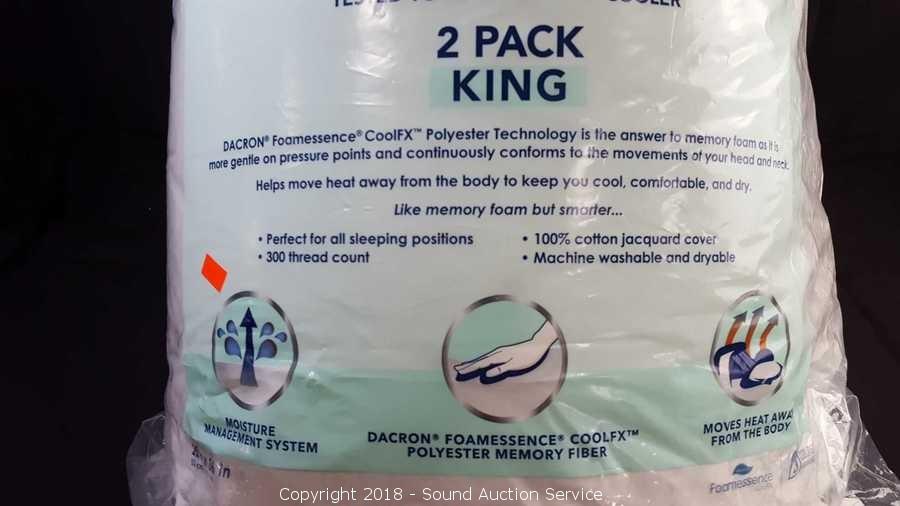 2 PACK
KING
DACRON® Foamessence® CoolFX™ Polyester Technology is the answer to memory foam as it is
more gentle on pressure points and continuously conforms to the movements of your head and neck.
Helps move heat away from the body to keep you cool, comfortable, and dry.
Like memory foam but smarter...
• Perfect for all sleeping positions
• 300 thread count
• 100% cotton jacquard cover
• Machine washable and dryable
MOISTURE
MANAGEMENT SYSTEM
DACRON® FOAMESSENCE® COOLFX™
POLYESTER MEMORY FIBER
MOVES HEAT AWAY
FROM THE BODY
in
Foamessence
Copyright 2018 - Sound Auction Service